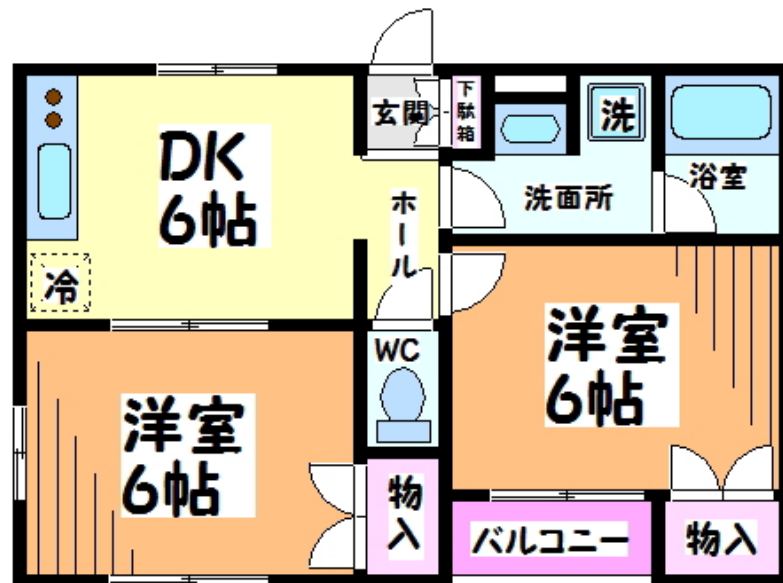 DK
6帖
冷
玄関
下駄箱
ホール
洗
洗面所
浴室
WC
洋室
6帖
洋室
6帖
物入
バルコニー
物入